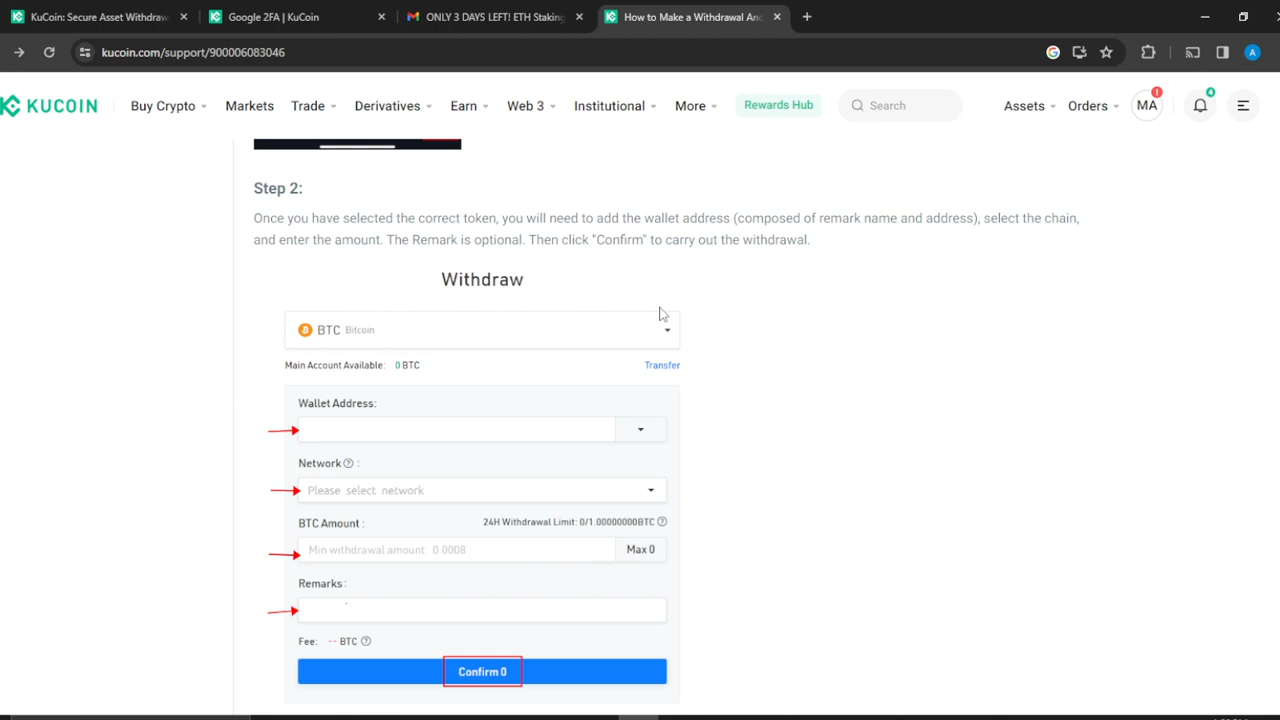 KuCoin: Secure Asset Withdraw
Google 2FA | KuCoin
ONLY 3 DAYS LEFT! ETH Staking
How to Make a Withdrawal And
kucoin.com/support/900006083046
A
KUCOIN
Buy Crypto
Markets
Trade
Derivatives
Earn
Web 3
Institutional
More
Rewards Hub
Search
Assets
Orders
MA
!
4
Step 2:
Once you have selected the correct token, you will need to add the wallet address (composed of remark name and address), select the chain,
and enter the amount. The Remark is optional. Then click "Confirm" to carry out the withdrawal.
Withdraw
BTC Bitcoin
Main Account Available: 0 BTC
Transfer
Wallet Address:
Network ? :
Please select network
BTC Amount :
24H Withdrawal Limit: 0/1.00000000BTC ?
Min withdrawal amount: 0 0008
Max 0
Remarks :
Fee: -- BTC ?
Confirm 0